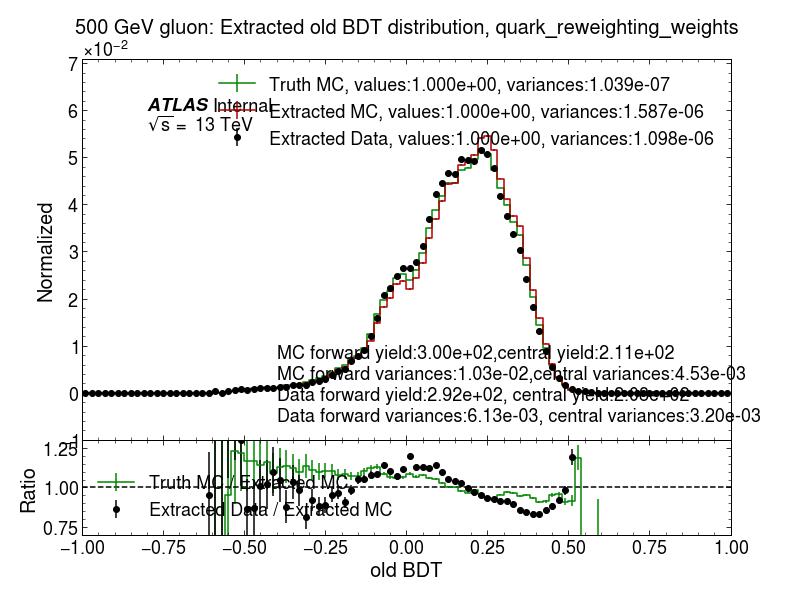 500 GeV gluon: Extracted old BDT distribution, quark_reweighting_weights
×10⁻²
7
Truth MC, values:1.000e+00, variances:1.039e-07
ATLAS Internal
Extracted MC, values:1.000e+00, variances:1.587e-06
√s = 13 TeV
Extracted Data, values:1.000e+00, variances:1.098e-06
6
5
4
3
2
1
0
−1
Normalized
MC forward yield:3.00e+02,central yield:2.11e+02
MC forward variances:1.03e-02,central variances:4.53e-03
Data forward yield:2.92e+02, central yield:2.06e+02
Data forward variances:6.13e-03, central variances:3.20e-03
1.25
1.00
0.75
Ratio
Truth MC / Extracted MC
Extracted Data / Extracted MC
−1.00 −0.75 −0.50 −0.25 0.00 0.25 0.50 0.75 1.00
old BDT